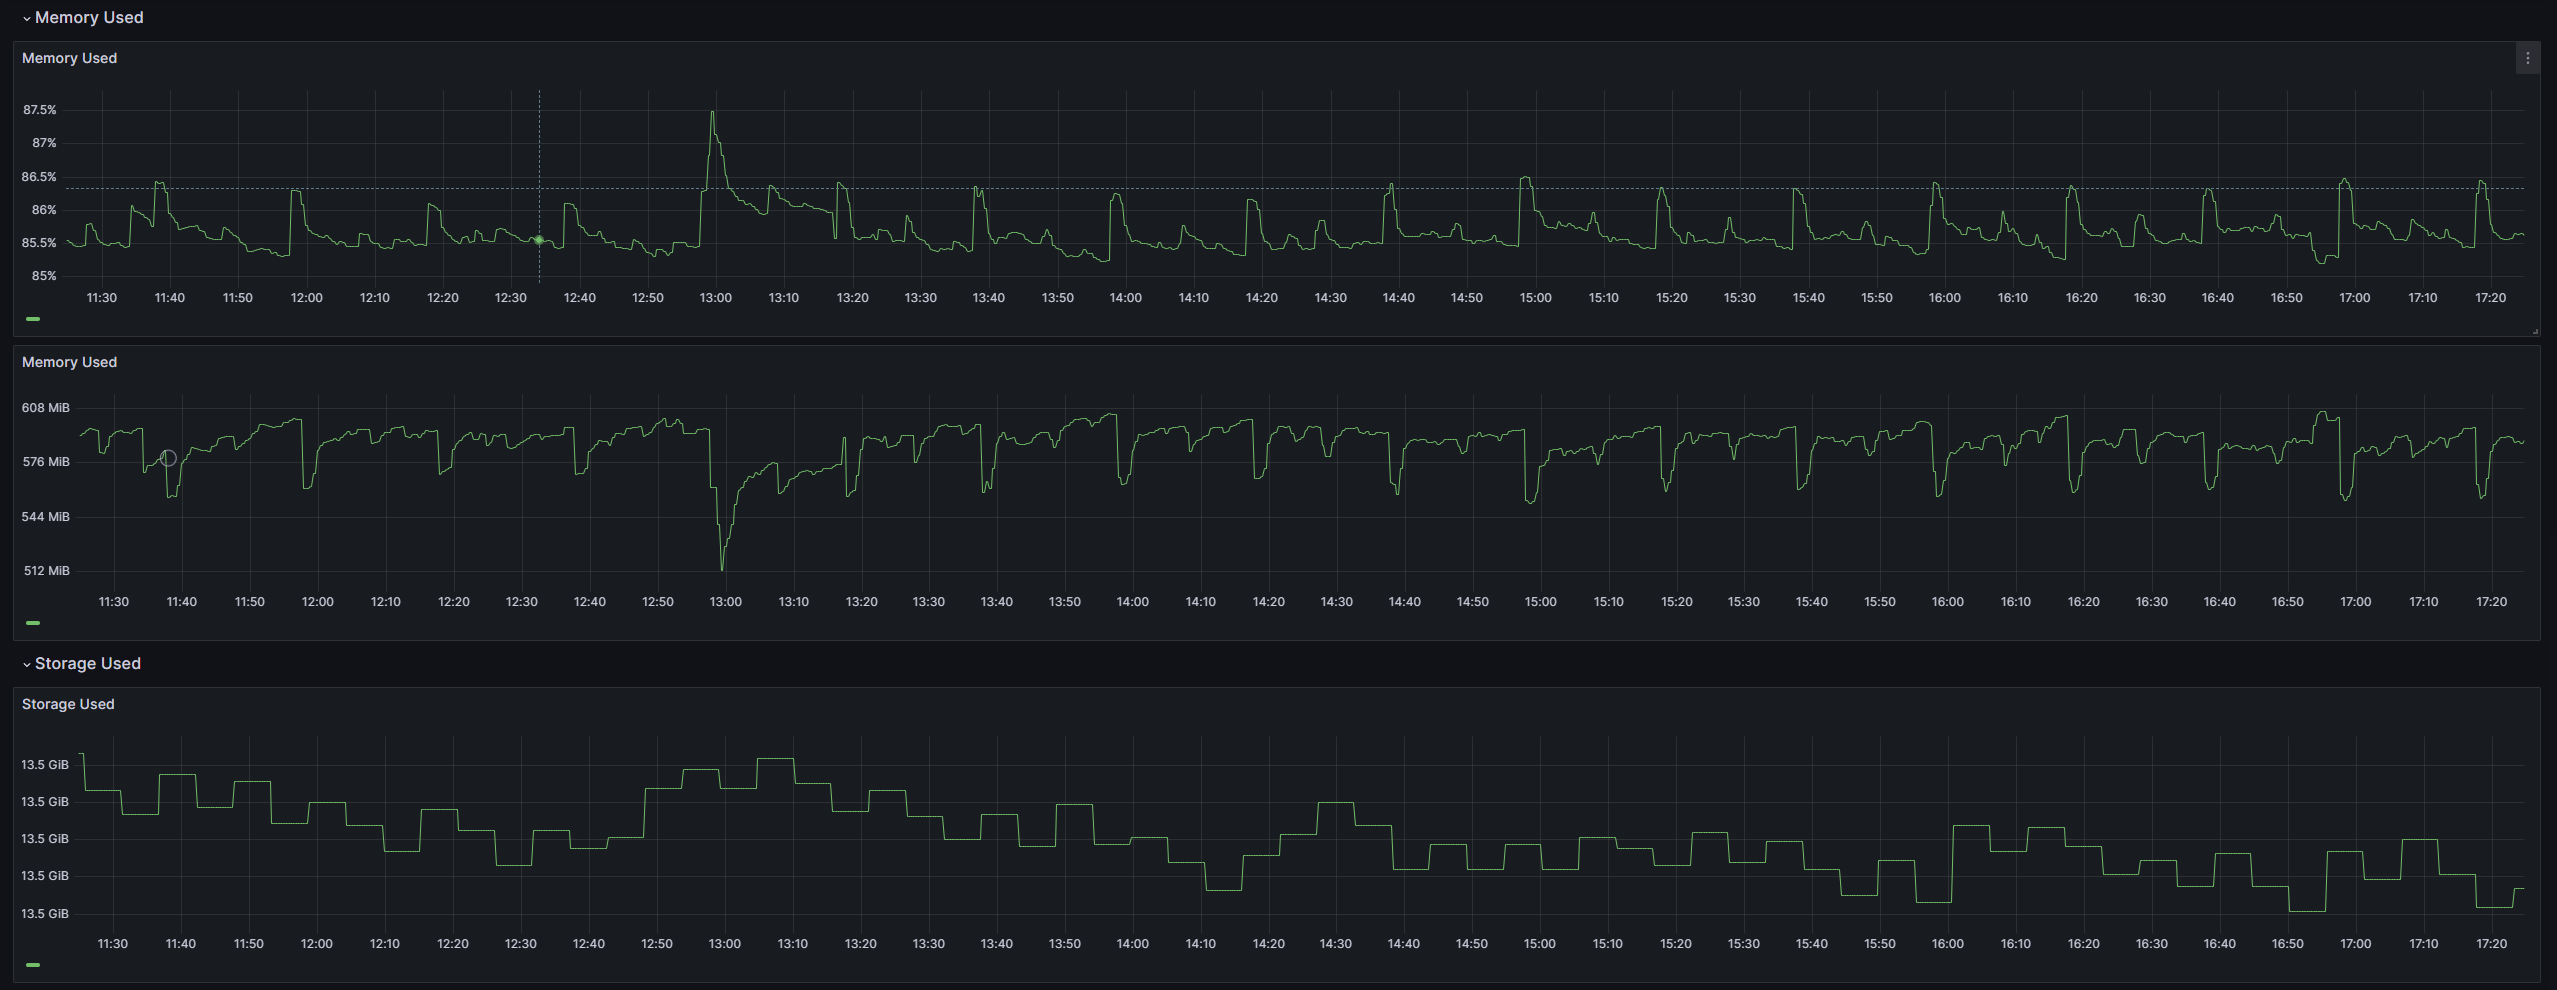 Memory Used
Memory Used
87.5%
87%
86.5%
86%
85.5%
85%
11:30 11:40 11:50 12:00 12:10 12:20 12:30 12:40 12:50 13:00 13:10 13:20 13:30 13:40 13:50 14:00 14:10 14:20 14:30 14:40 14:50 15:00 15:10 15:20 15:30 15:40 15:50 16:00 16:10 16:20 16:30 16:40 16:50 17:00 17:10 17:20
Memory Used
608 MiB
576 MiB
544 MiB
512 MiB
11:30 11:40 11:50 12:00 12:10 12:20 12:30 12:40 12:50 13:00 13:10 13:20 13:30 13:40 13:50 14:00 14:10 14:20 14:30 14:40 14:50 15:00 15:10 15:20 15:30 15:40 15:50 16:00 16:10 16:20 16:30 16:40 16:50 17:00 17:10 17:20
Storage Used
Storage Used
13.5 GiB
13.5 GiB
13.5 GiB
13.5 GiB
13.5 GiB
11:30 11:40 11:50 12:00 12:10 12:20 12:30 12:40 12:50 13:00 13:10 13:20 13:30 13:40 13:50 14:00 14:10 14:20 14:30 14:40 14:50 15:00 15:10 15:20 15:30 15:40 15:50 16:00 16:10 16:20 16:30 16:40 16:50 17:00 17:10 17:20